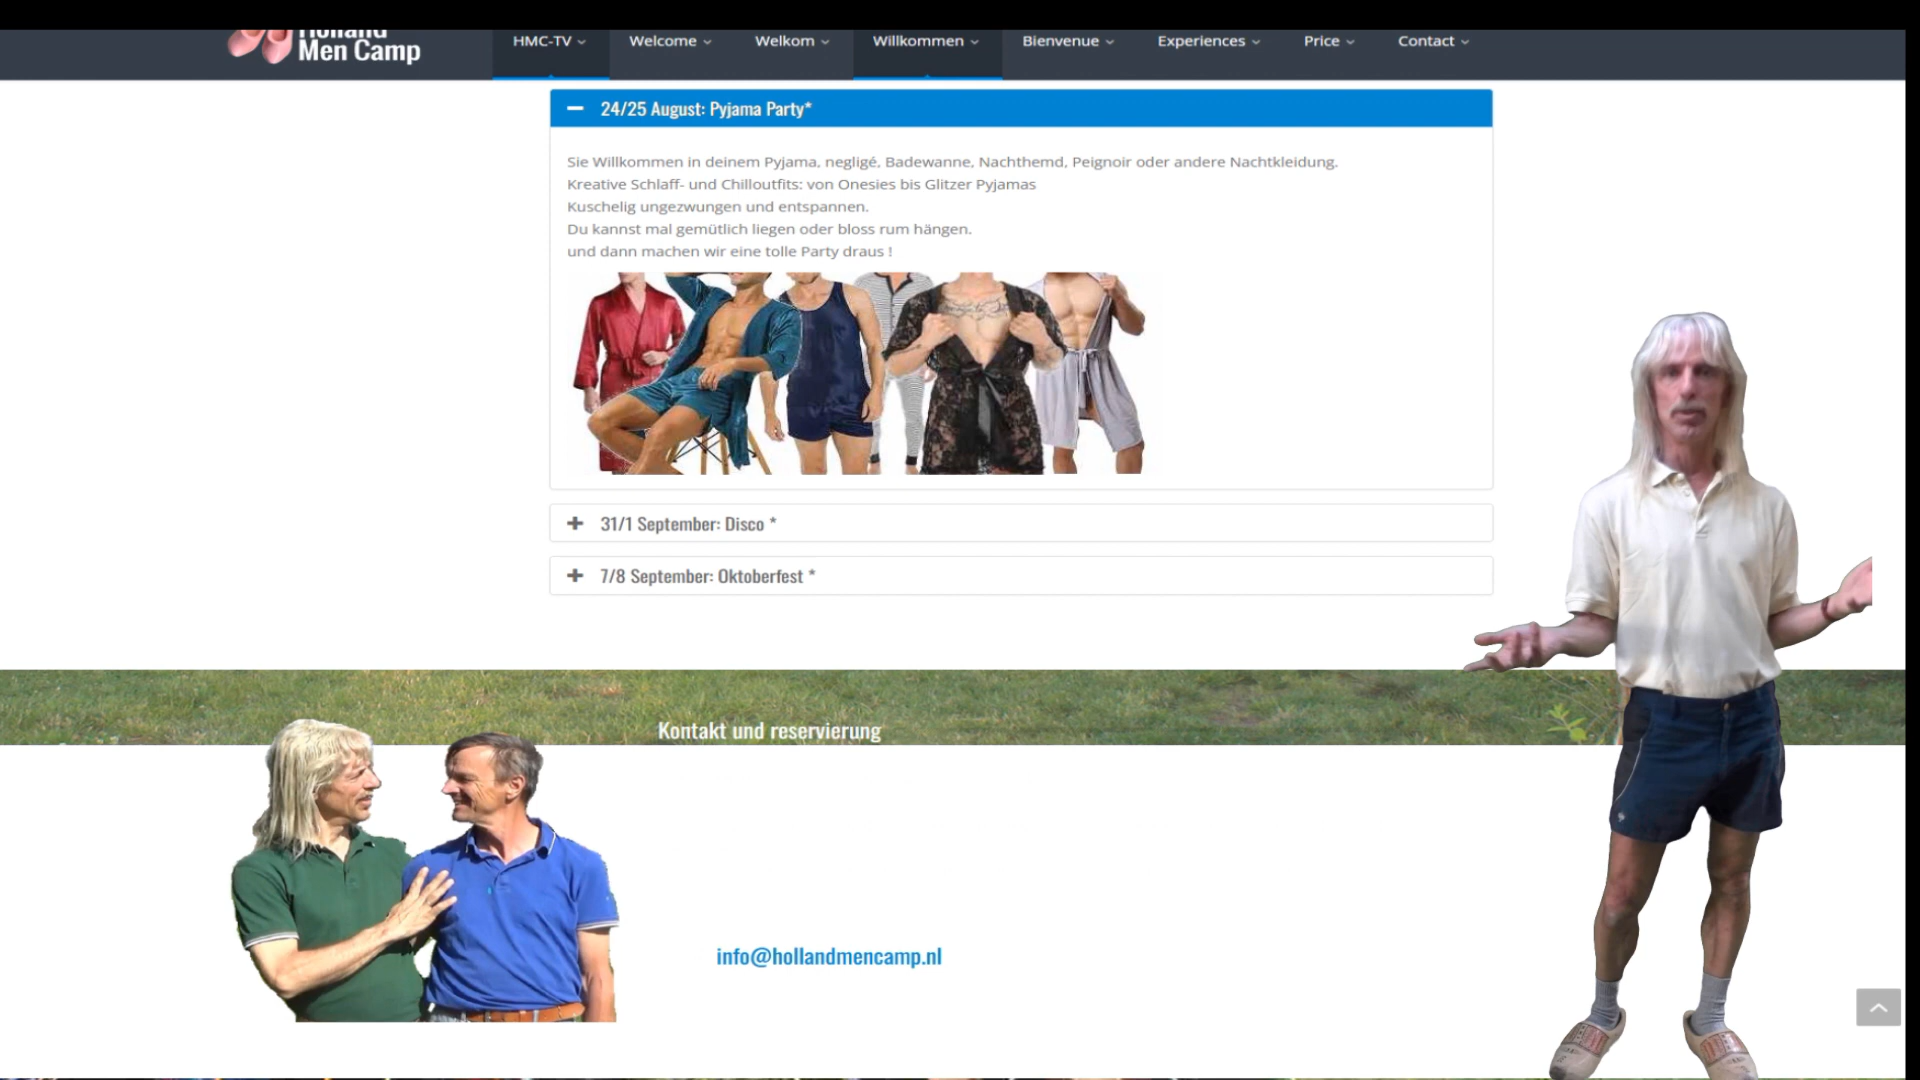 Holland
Men Camp
HMC-TV
Welcome
Welkom
Willkommen
Bienvenue
Experiences
Price
Contact
24/25 August: Pyjama Party*
Sie Willkommen in deinem Pyjama, negligé, Badewanne, Nachthemd, Peignoir oder andere Nachtkleidung.
Kreative Schlaff- und Chilloutfits: von Onesies bis Glitzer Pyjamas
Kuschelig ungezwungen und entspannen.
Du kannst mal gemütlich liegen oder bloss rum hängen.
und dann machen wir eine tolle Party draus !
31/1 September: Disco *
7/8 September: Oktoberfest *
Kontakt und reservierung
info@hollandmencamp.nl